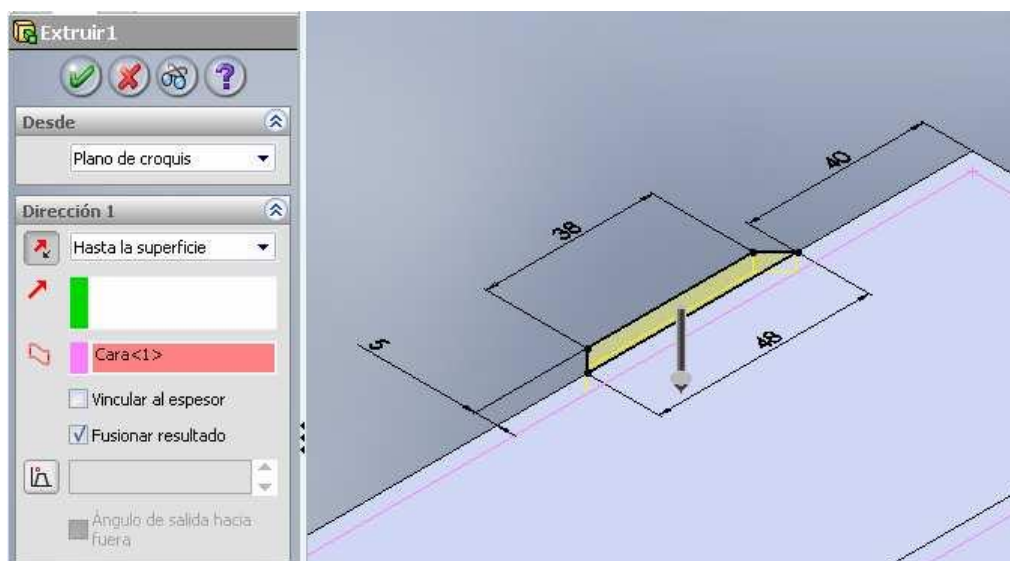 Extruir1
Desde
Plano de croquis
Dirección 1
Hasta la superficie
Cara<1>
Vincular al espesor
Fusionar resultado
Ángulo de salida hacia
fuera
40
38
5
48